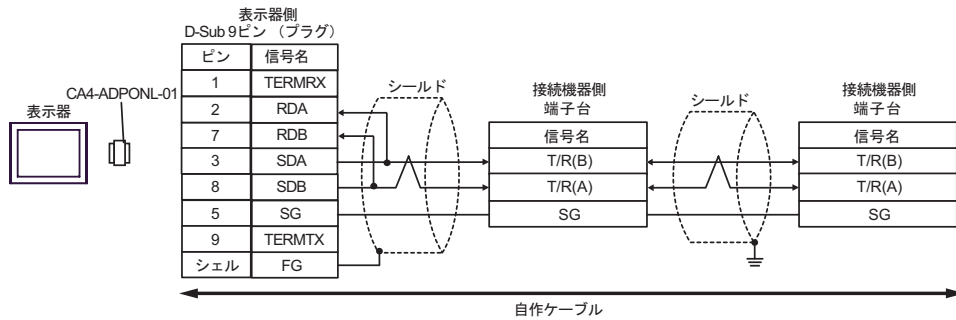 表示器側
D-Sub 9ピン （プラグ）
ピン 信号名
1 TERMRX
2 RDA
7 RDB
3 SDA
8 SDB
5 SG
9 TERMTX
シェル FG
CA4-ADPONL-01
表示器
シールド
接続機器側
端子台
信号名
T/R(B)
T/R(A)
SG
シールド
接続機器側
端子台
信号名
T/R(B)
T/R(A)
SG
自作ケーブル